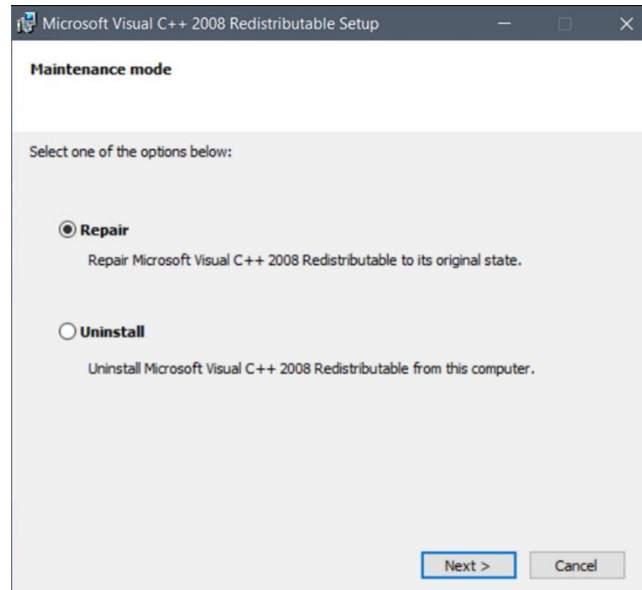 Microsoft Visual C++ 2008 Redistributable Setup
Maintenance mode
Select one of the options below:
Repair
Repair Microsoft Visual C++ 2008 Redistributable to its original state.
Uninstall
Uninstall Microsoft Visual C++ 2008 Redistributable from this computer.
Next > Cancel